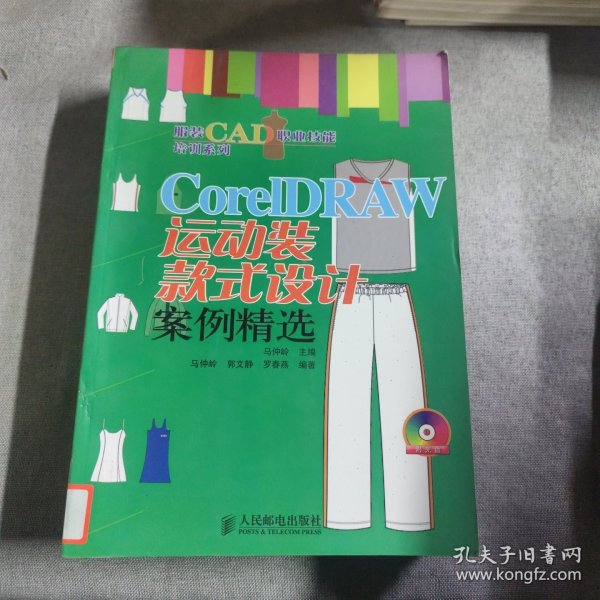 服装CAD职业技能
培训系列
CorelDRAW
运动装
款式设计
案例精选
马仲岭 主编
马仲岭 郭文静 罗春燕 编著
附光盘
人民邮电出版社
POSTS & TELECOM PRESS
孔夫子旧书网
www.kongfz.com